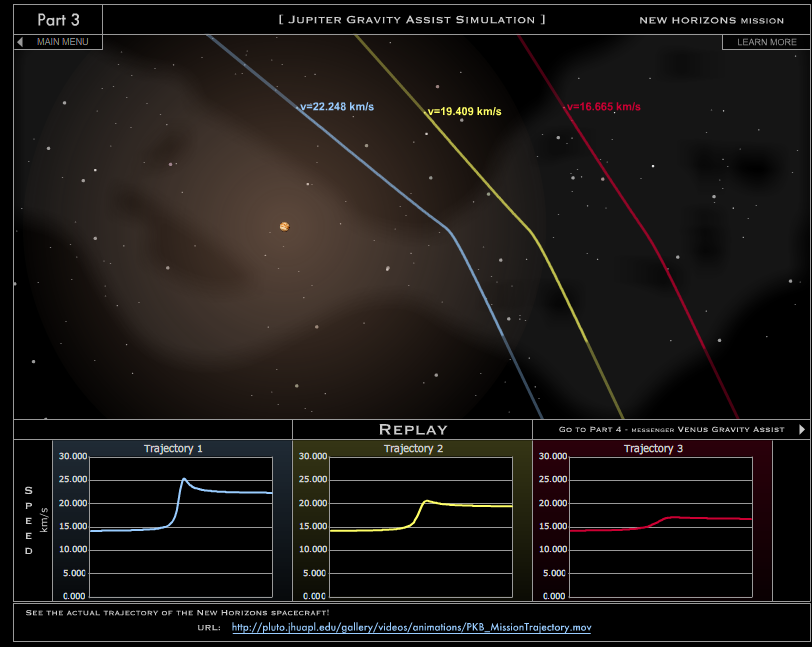 Part 3
[ JUPITER GRAVITY ASSIST SIMULATION ]
NEW HORIZONS MISSION
MAIN MENU
LEARN MORE
v=22.248 km/s
v=19.409 km/s
v=16.665 km/s
REPLAY
GO TO PART 4 - MESSENGER VENUS GRAVITY ASSIST
SPEED
km/s
Trajectory 1
30.000
25.000
20.000
15.000
10.000
5.000
0.000
Trajectory 2
30.000
25.000
20.000
15.000
10.000
5.000
0.000
Trajectory 3
30.000
25.000
20.000
15.000
10.000
5.000
0.000
SEE THE ACTUAL TRAJECTORY OF THE NEW HORIZONS SPACECRAFT!
URL: http://pluto.jhuapl.edu/gallery/videos/animations/PKB_MissionTrajectory.mov